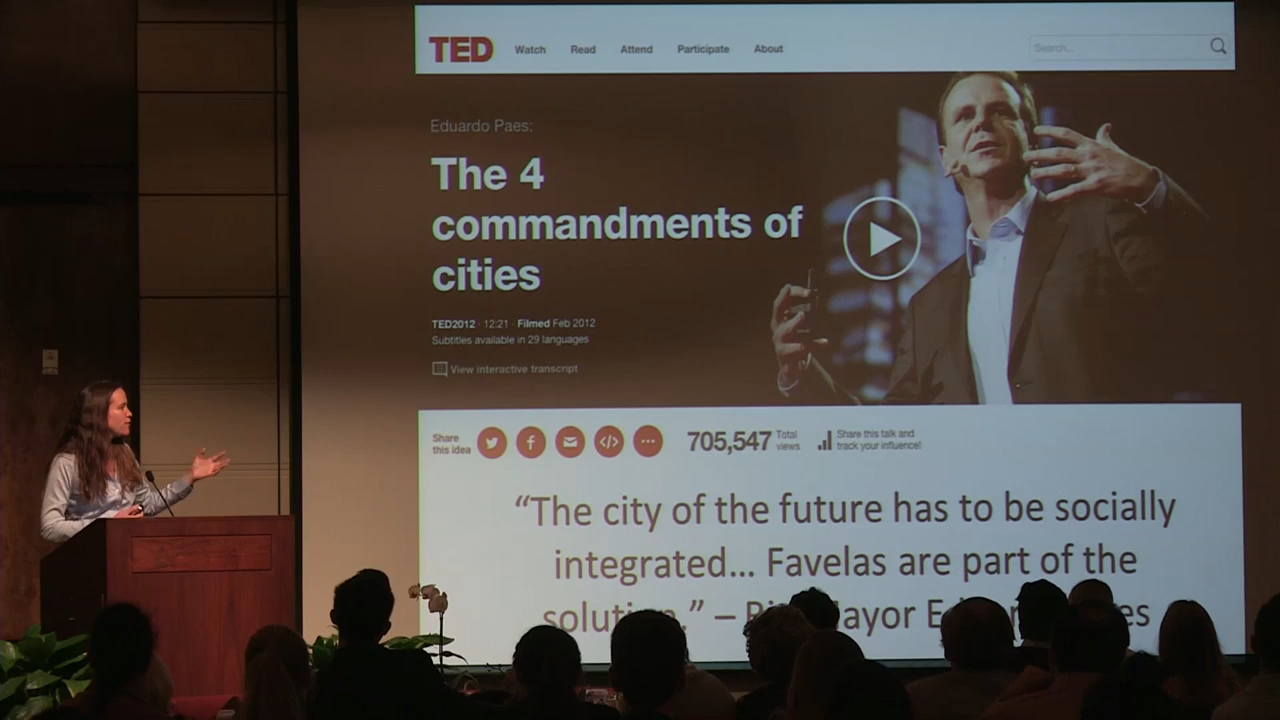 TED Watch Read Attend Participate About Search...
Eduardo Paes:
The 4
commandments of
cities
TED2012 · 12:21 · Filmed Feb 2012
Subtitles available in 29 languages
View interactive transcript
Share
this idea
705,547 Total
views
Share this talk and
track your influence!
“The city of the future has to be socially
integrated... Favelas are part of the
” –